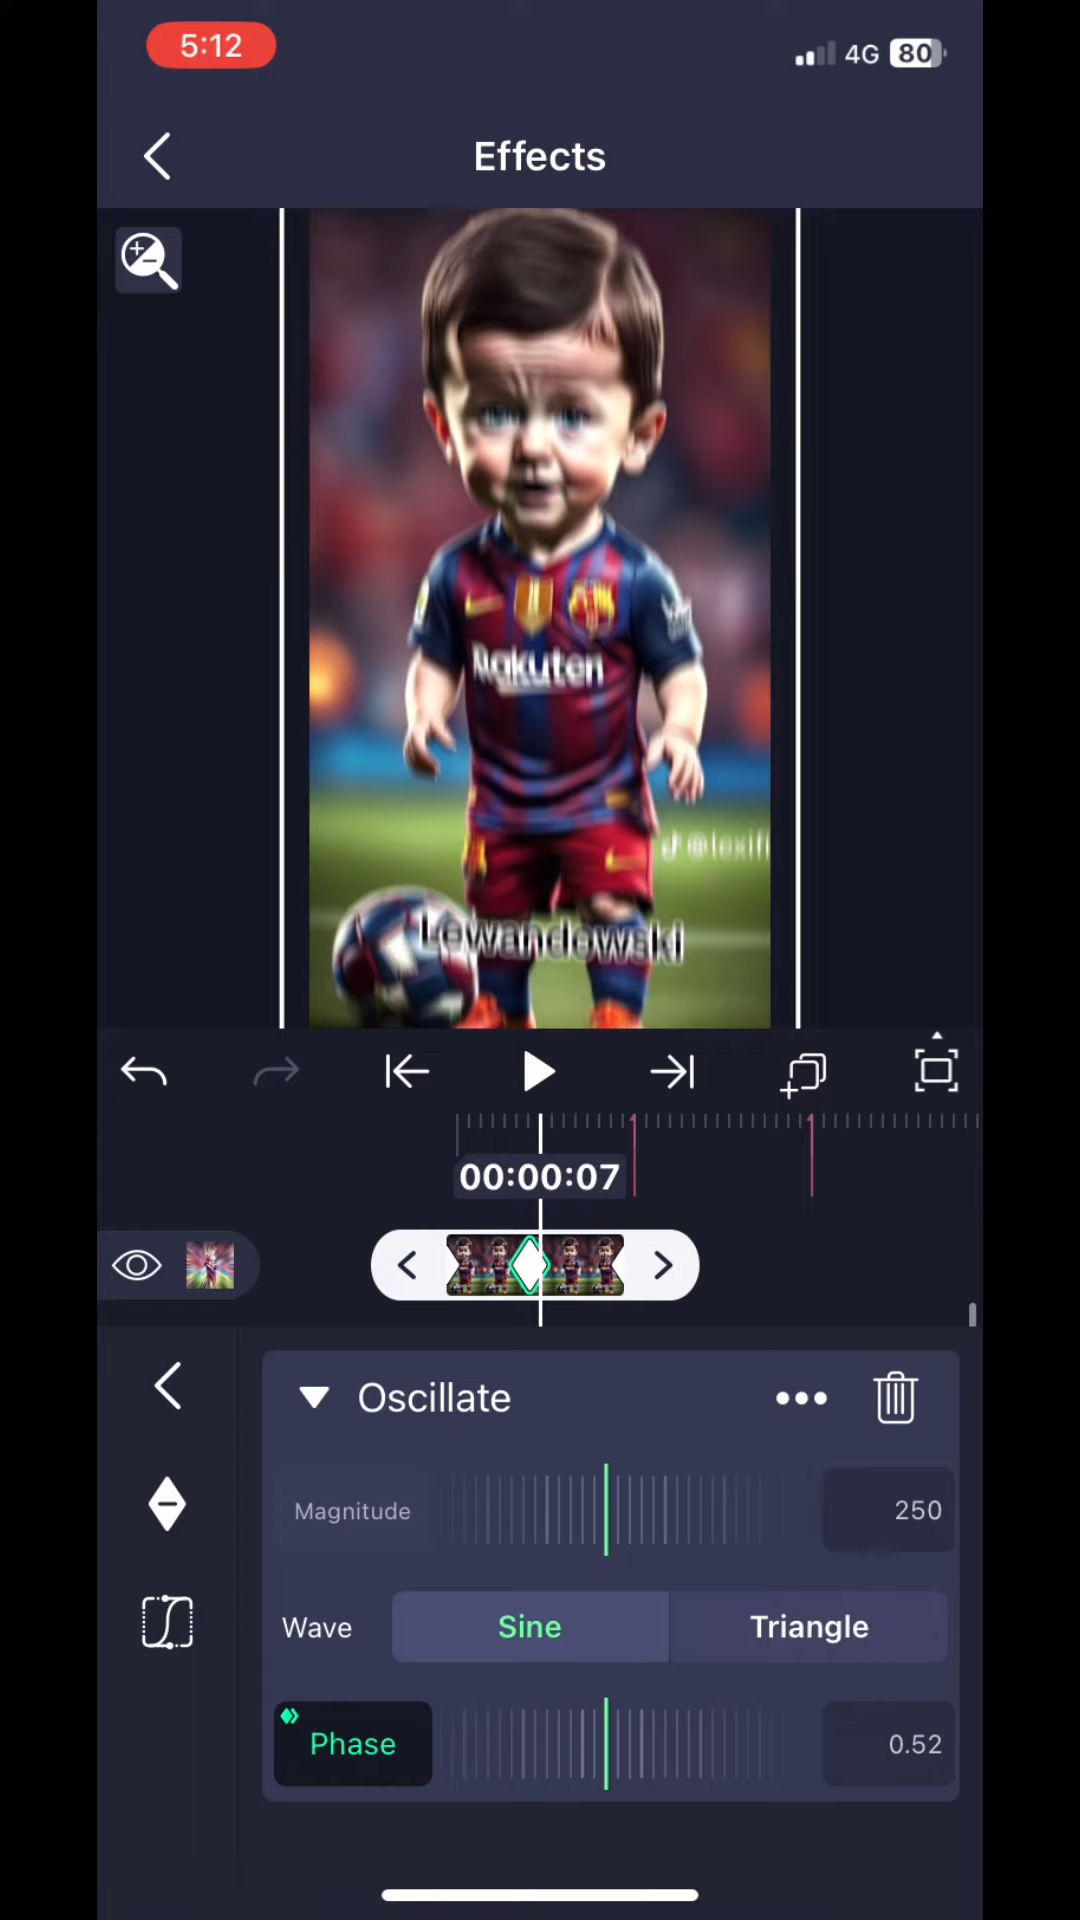 5:12
4G 80
Effects
Rakuten
@lexifi
Lewandowski
00:00:07
Oscillate
Magnitude
250
Wave
Sine
Triangle
Phase
0.52